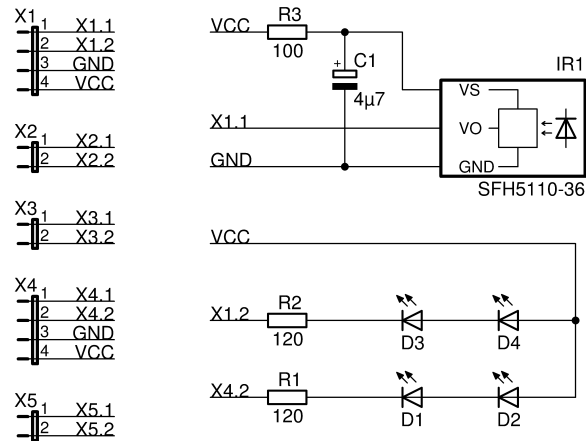 X1
1 X1.1
2 X1.2
3 GND
4 VCC
X2
1 X2.1
2 X2.2
X3
1 X3.1
2 X3.2
X4
1 X4.1
2 X4.2
3 GND
4 VCC
X5
1 X5.1
2 X5.2
VCC
R3
100
+
C1
4µ7
X1.1
GND
IR1
VS
VO
GND
SFH5110-36
VCC
X1.2
R2
120
D3
D4
X4.2
R1
120
D1
D2